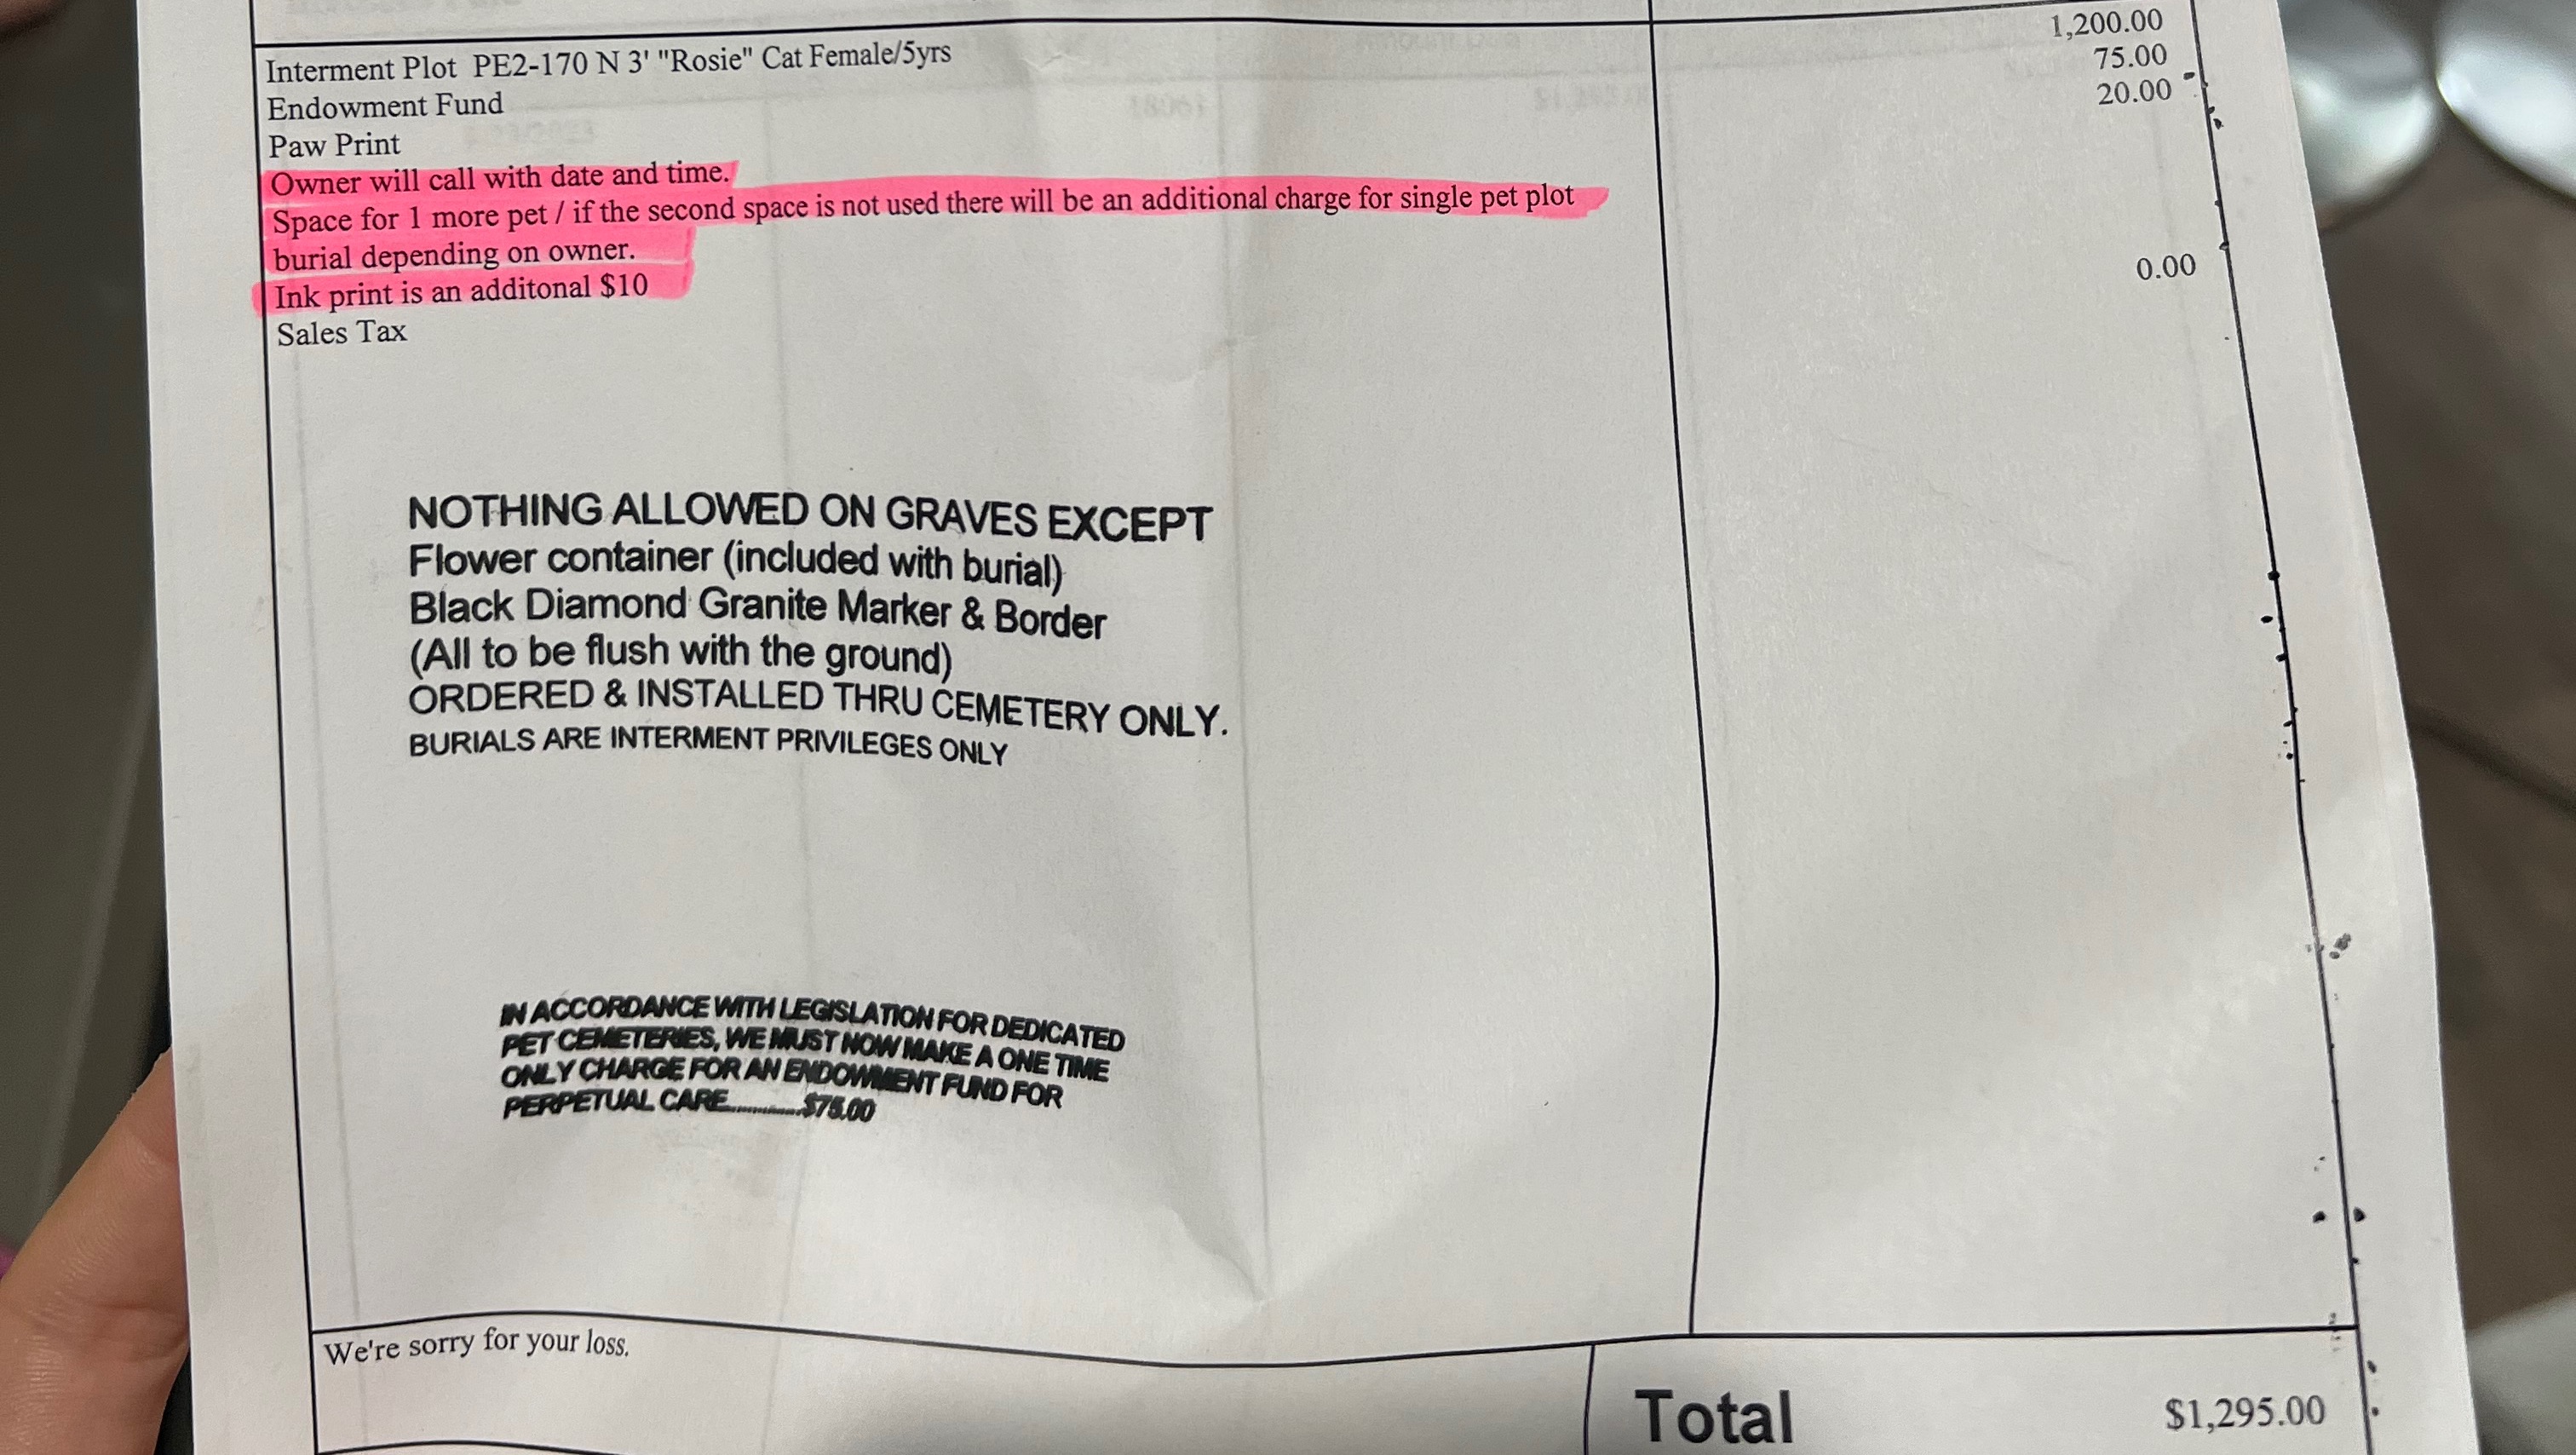 1,200.00
Interment Plot PE2-170 N 3' "Rosie" Cat Female/5yrs
75.00
Endowment Fund
20.00
Paw Print
Owner will call with date and time.
Space for 1 more pet / if the second space is not used there will be an additional charge for single pet plot
burial depending on owner.
Ink print is an additonal $10
0.00
Sales Tax
NOTHING ALLOWED ON GRAVES EXCEPT
Flower container (included with burial)
Black Diamond Granite Marker & Border
(All to be flush with the ground)
ORDERED & INSTALLED THRU CEMETERY ONLY.
BURIALS ARE INTERMENT PRIVILEGES ONLY
IN ACCORDANCE WITH LEGISLATION FOR DEDICATED
PET CEMETERIES, WE MUST NOW MAKE A ONE TIME
ONLY CHARGE FOR AN ENDOWMENT FUND FOR
PERPETUAL CARE.............$75.00
We're sorry for your loss.
Total $1,295.00